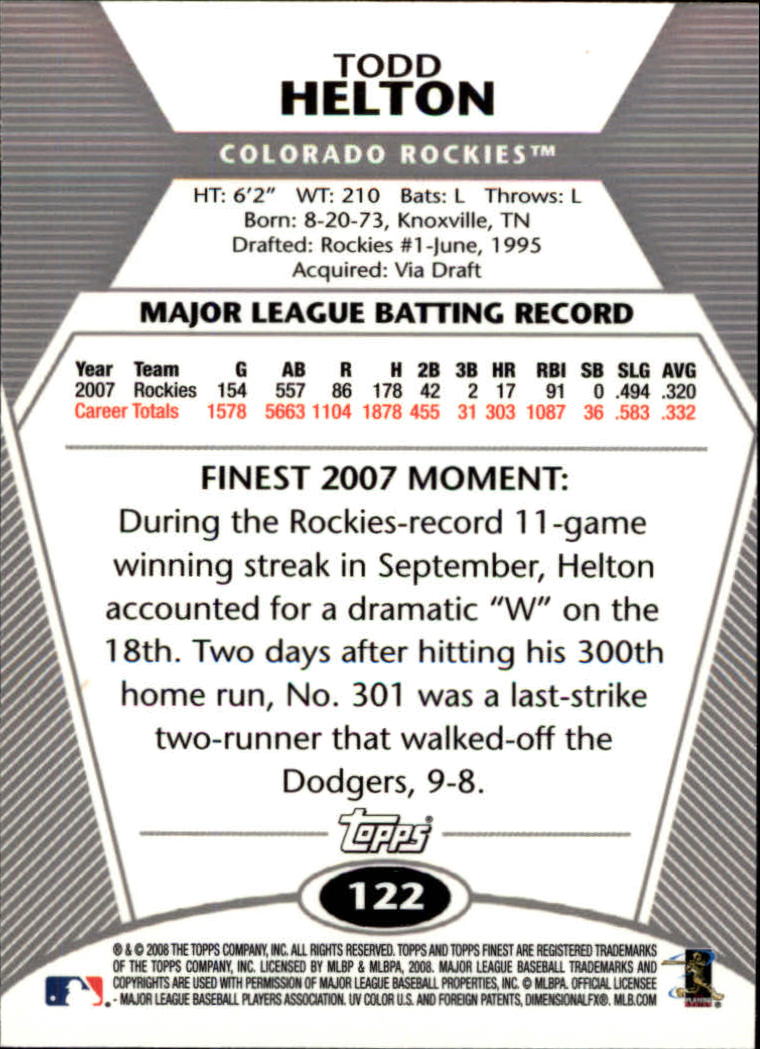 TODD
HELTON
COLORADO ROCKIES™
HT: 6'2" WT: 210 Bats: L Throws: L
Born: 8-20-73, Knoxville, TN
Drafted: Rockies #1-June, 1995
Acquired: Via Draft
MAJOR LEAGUE BATTING RECORD
Year Team G AB R H 2B 3B HR RBI SB SLG AVG
2007 Rockies 154 557 86 178 42 2 17 91 0 .494 .320
Career Totals 1578 5663 1104 1878 455 31 303 1087 36 .583 .332
FINEST 2007 MOMENT:
During the Rockies-record 11-game
winning streak in September, Helton
accounted for a dramatic "W" on the
18th. Two days after hitting his 300th
home run, No. 301 was a last-strike
two-runner that walked-off the
Dodgers, 9-8.
Topps®
122
® & © 2008 THE TOPPS COMPANY, INC. ALL RIGHTS RESERVED. TOPPS AND TOPPS FINEST ARE REGISTERED TRADEMARKS
OF THE TOPPS COMPANY, INC. LICENSED BY MLBP & MLBPA, 2008. MAJOR LEAGUE BASEBALL TRADEMARKS AND
COPYRIGHTS ARE USED WITH PERMISSION OF MAJOR LEAGUE BASEBALL PROPERTIES, INC. © MLBPA. OFFICIAL LICENSEE
- MAJOR LEAGUE BASEBALL PLAYERS ASSOCIATION. UV COLOR U.S. AND FOREIGN PATENTS, DIMENSIONALFX®. MLB.COM